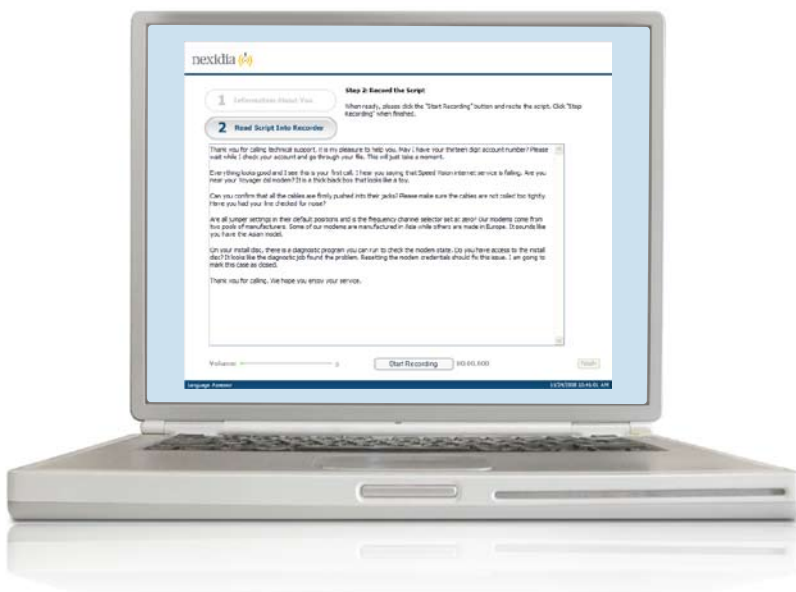 nexidia
1 Information About You
2 Read Script Into Recorder
Step 2: Record the Script
When ready, please click the "Start Recording" button and recite the script. Click "Stop
Recording" when finished.
Thank you for calling technical support, it is my pleasure to help you. May I have your thirteen digit account number? Please
wait while I check your account and go through your file. This will just take a moment.
Everything looks good and I see this is your first call. I hear you saying that Speed Vision internet service is failing. Are you
near your Voyager dsl modem? It is a thick black box that looks like a toy.
Can you confirm that all the cables are firmly pushed into their jacks? Please make sure the cables are not coiled too tightly.
Have you had your line checked for noise?
Are all jumper settings in their default positions and is the frequency channel selector set at zero? Our modems come from
two pools of manufacturers. Some of our modems are manufactured in Asia while others are made in Europe. It sounds like
you have the Asian model.
On your install disc, there is a diagnostic program you can run to check the modem state. Do you have access to the install
disc? It looks like the diagnostic job found the problem. Resetting the modem credentials should fix this issue. I am going to
mark this case as closed.
Thank you for calling. We hope you enjoy your service.
Volume:
Start Recording
00:00.000
Language Assessor